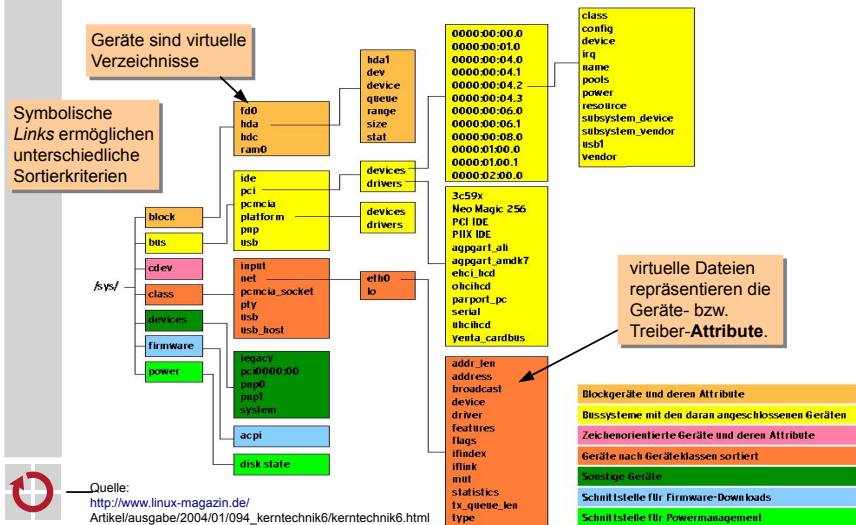 Geräte sind virtuelle
Verzeichnisse
Symbolische
Links ermöglichen
unterschiedliche
Sortierkriterien
/sys/
block
bus
cdev
class
devices
firmware
power
fd0
hda
hdc
ram0
hda1
dev
device
queue
range
size
stat
ide
pci
pcmcia
platform
pnp
usb
devices
drivers
devices
drivers
0000:00:00.0
0000:00:01.0
0000:00:04.0
0000:00:04.1
0000:00:04.2
0000:00:04.3
0000:00:06.0
0000:00:06.1
0000:00:08.0
0000:01:00.0
0000:01:00.1
0000:02:00.0
class
config
device
irq
name
pools
power
resource
subsystem_device
subsystem_vendor
usb1
vendor
3c59x
Neo Magic 256
PCI IDE
PIIX IDE
agpgart_ali
agpgart_amdk7
ehci_hcd
ohcihcd
parport_pc
serial
uhcihcd
yenta_cardbus
input
net
pcmcia_socket
pty
usb
usb_host
eth0
lo
addr_len
address
broadcast
device
driver
features
flags
ifindex
iflink
mut
statistics
tx_queue_len
type
legacy
pci0000:00
pnp0
pnp1
system
acpi
disk state
virtuelle Dateien
repräsentieren die
Geräte- bzw.
Treiber-Attribute.
Blockgeräte und deren Attribute
Bussysteme mit den daran angeschlossenen Geräten
Zeichenorientierte Geräte und deren Attribute
Geräte nach Geräteklassen sortiert
Sonstige Geräte
Schnittstelle für Firmware-Downloads
Schnittstelle für Powermanagement
Quelle:
http://www.linux-magazin.de/
Artikel/ausgabe/2004/01/094_kerntechnik6/kerntechnik6.html